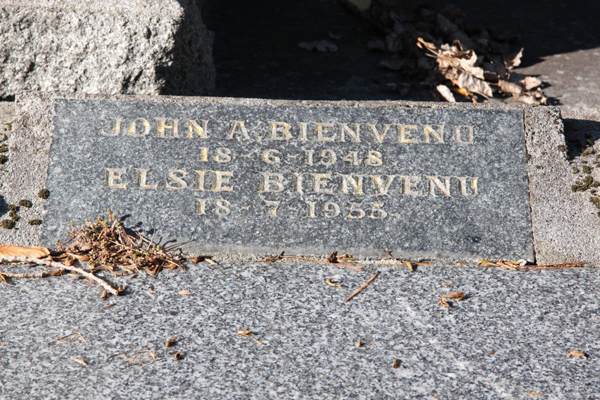 JOHN A. BIENVENU
18-6-1948
ELSIE BIENVENU
18-7-1955.